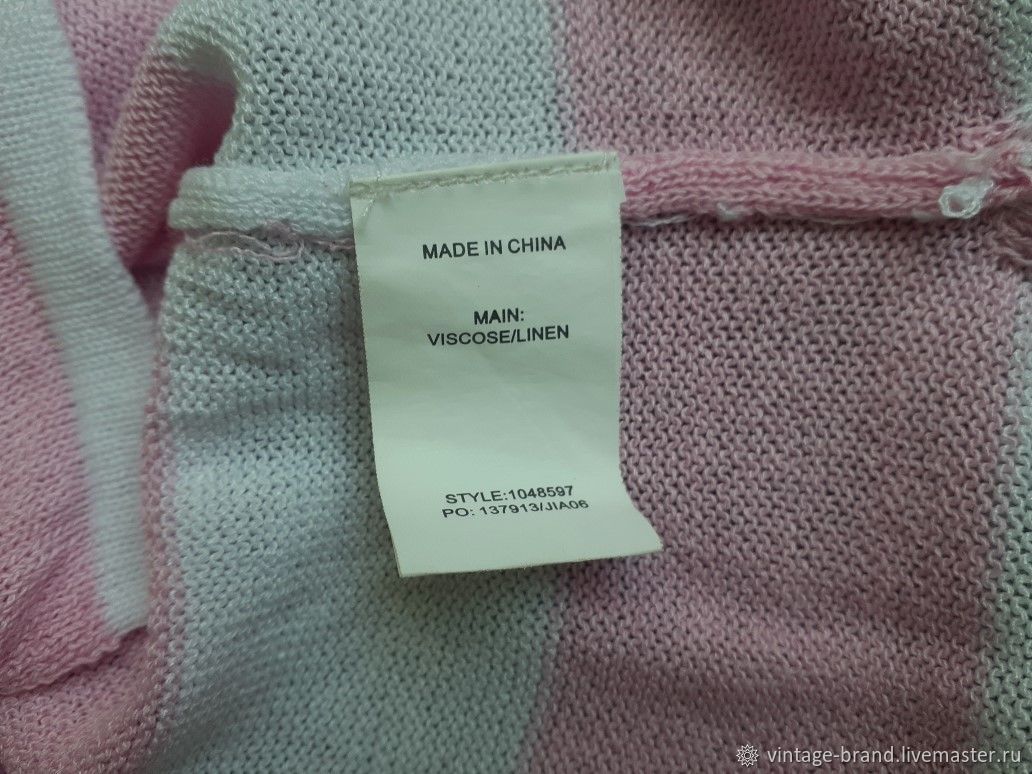 MADE IN CHINA
MAIN:
VISCOSE/LINEN
STYLE:1048597
PO: 137913/JIA06
vintage-brand.livemaster.ru